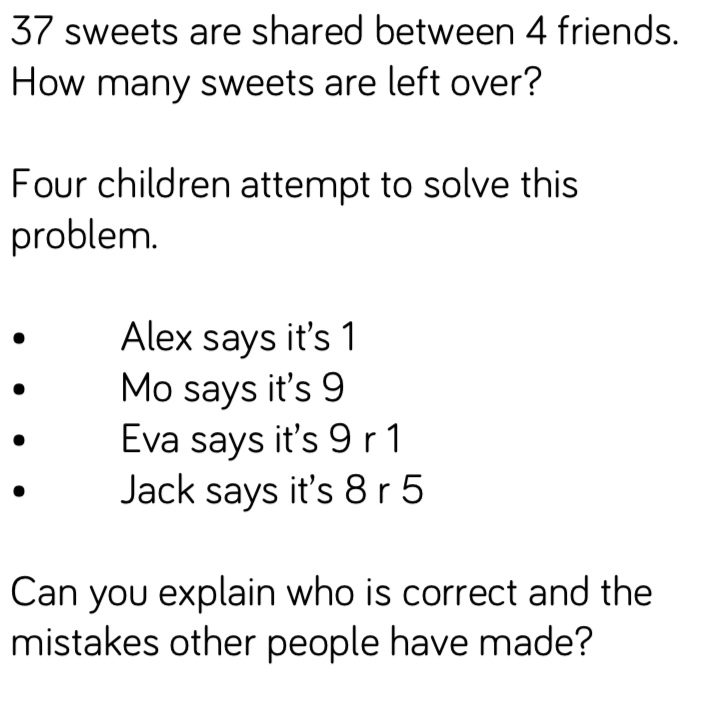 37 sweets are shared between 4 friends.
How many sweets are left over?
Four children attempt to solve this
problem.
• Alex says it's 1
• Mo says it's 9
• Eva says it's 9 r 1
• Jack says it's 8 r 5
Can you explain who is correct and the
mistakes other people have made?